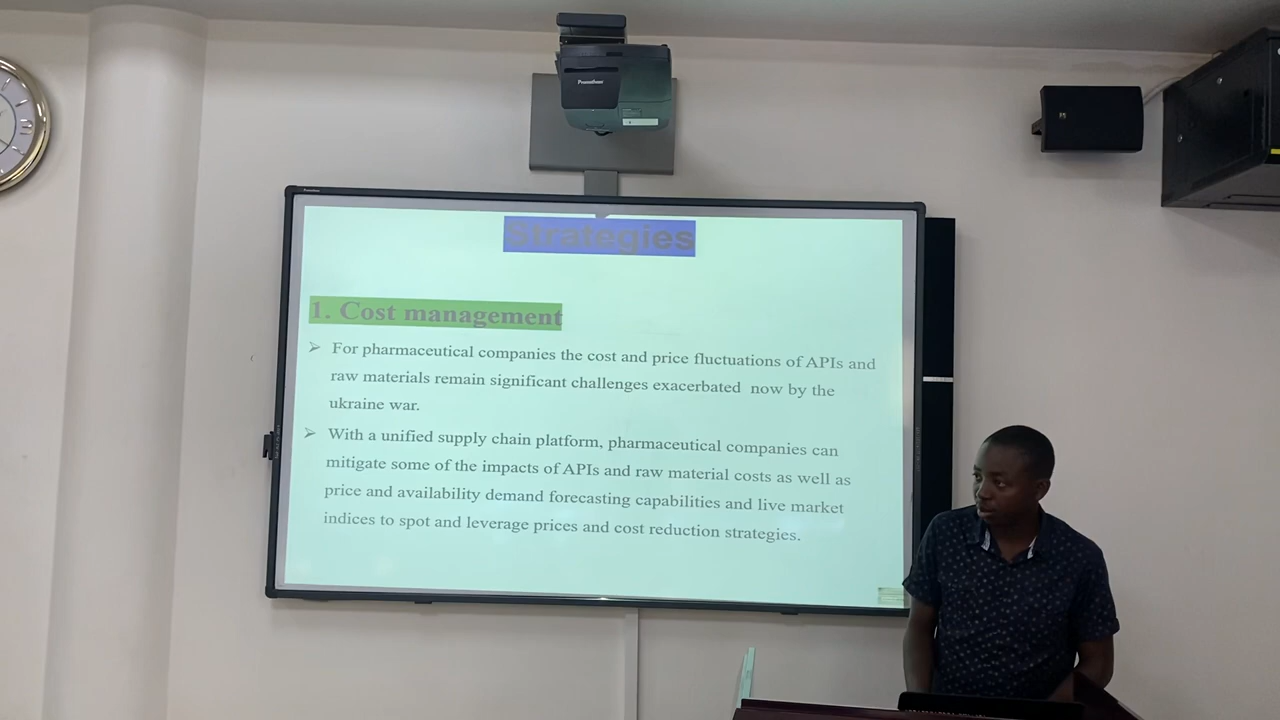 Promethean
Strategies
1. Cost management
➢ For pharmaceutical companies the cost and price fluctuations of APIs and
raw materials remain significant challenges exacerbated now by the
ukraine war.
➢ With a unified supply chain platform, pharmaceutical companies can
mitigate some of the impacts of APIs and raw material costs as well as
price and availability demand forecasting capabilities and live market
indices to spot and leverage prices and cost reduction strategies.